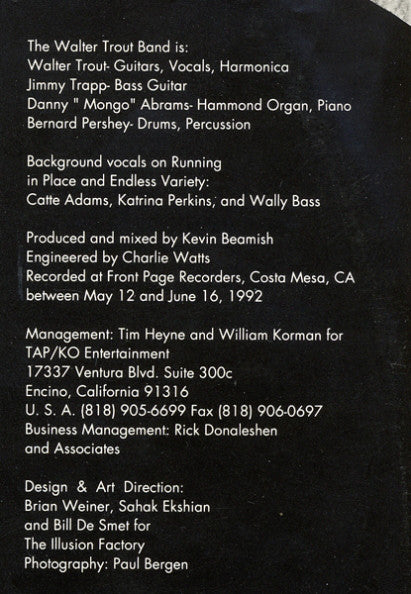 The Walter Trout Band is:
Walter Trout- Guitars, Vocals, Harmonica
Jimmy Trapp- Bass Guitar
Danny " Mongo" Abrams- Hammond Organ, Piano
Bernard Pershey- Drums, Percussion
Background vocals on Running
in Place and Endless Variety:
Catte Adams, Katrina Perkins, and Wally Bass
Produced and mixed by Kevin Beamish
Engineered by Charlie Watts
Recorded at Front Page Recorders, Costa Mesa, CA
between May 12 and June 16, 1992
Management: Tim Heyne and William Korman for
TAP/KO Entertainment
17337 Ventura Blvd. Suite 300c
Encino, California 91316
U. S. A. (818) 905-6699 Fax (818) 906-0697
Business Management: Rick Donaleshen
and Associates
Design & Art Direction:
Brian Weiner, Sahak Ekshian
and Bill De Smet for
The Illusion Factory
Photography: Paul Bergen